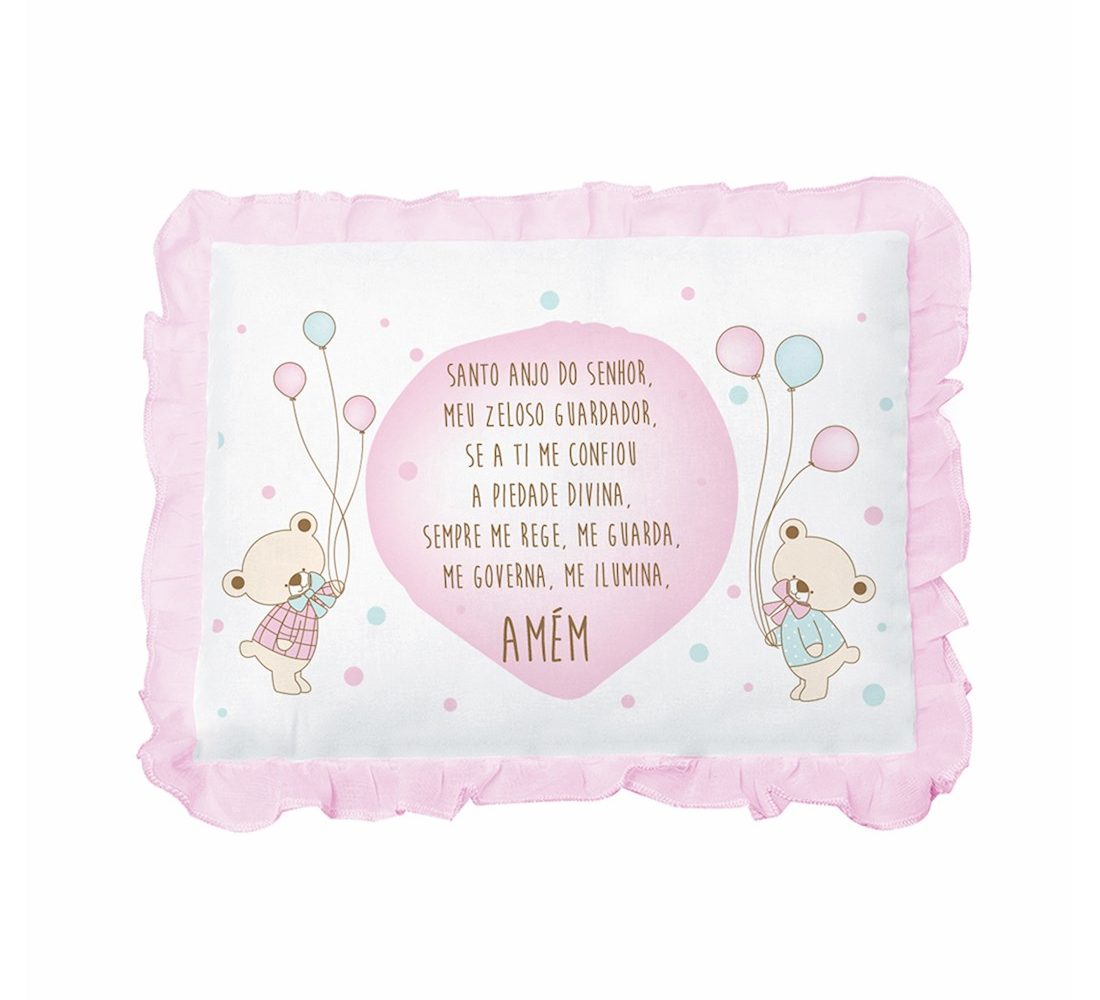 SANTO ANJO DO SENHOR,
MEU ZELOSO GUARDADOR,
SE A TI ME CONFIOU
A PIEDADE DIVINA,
SEMPRE ME REGE, ME GUARDA,
ME GOVERNA, ME ILUMINA,
AMÉM